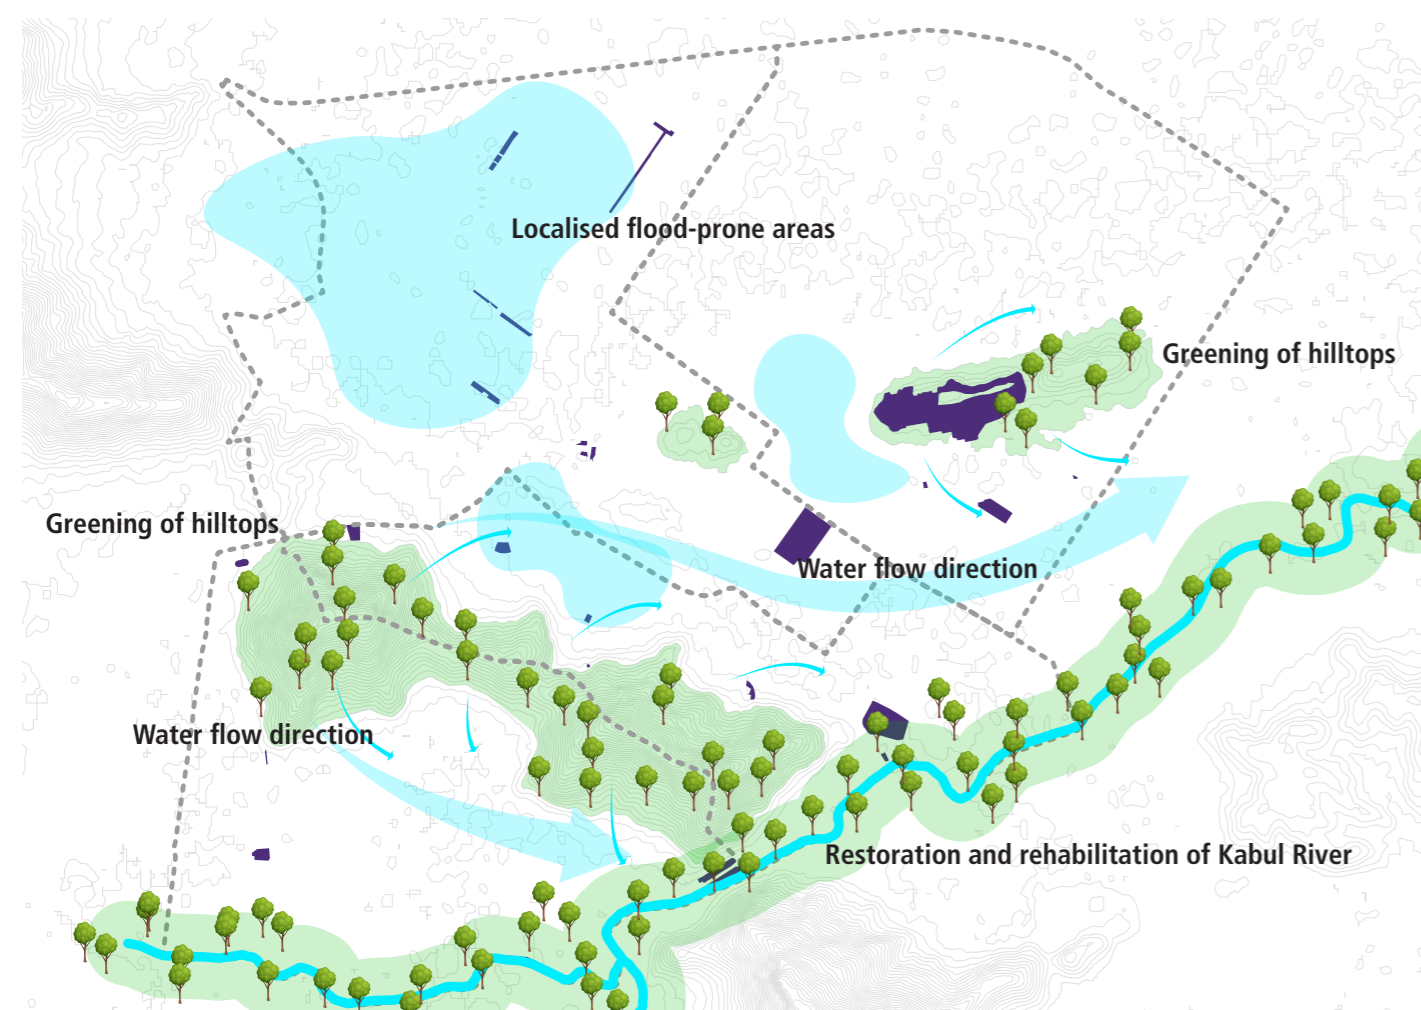 Localised flood-prone areas
Greening of hilltops
Greening of hilltops
Water flow direction
Water flow direction
Restoration and rehabilitation of Kabul River